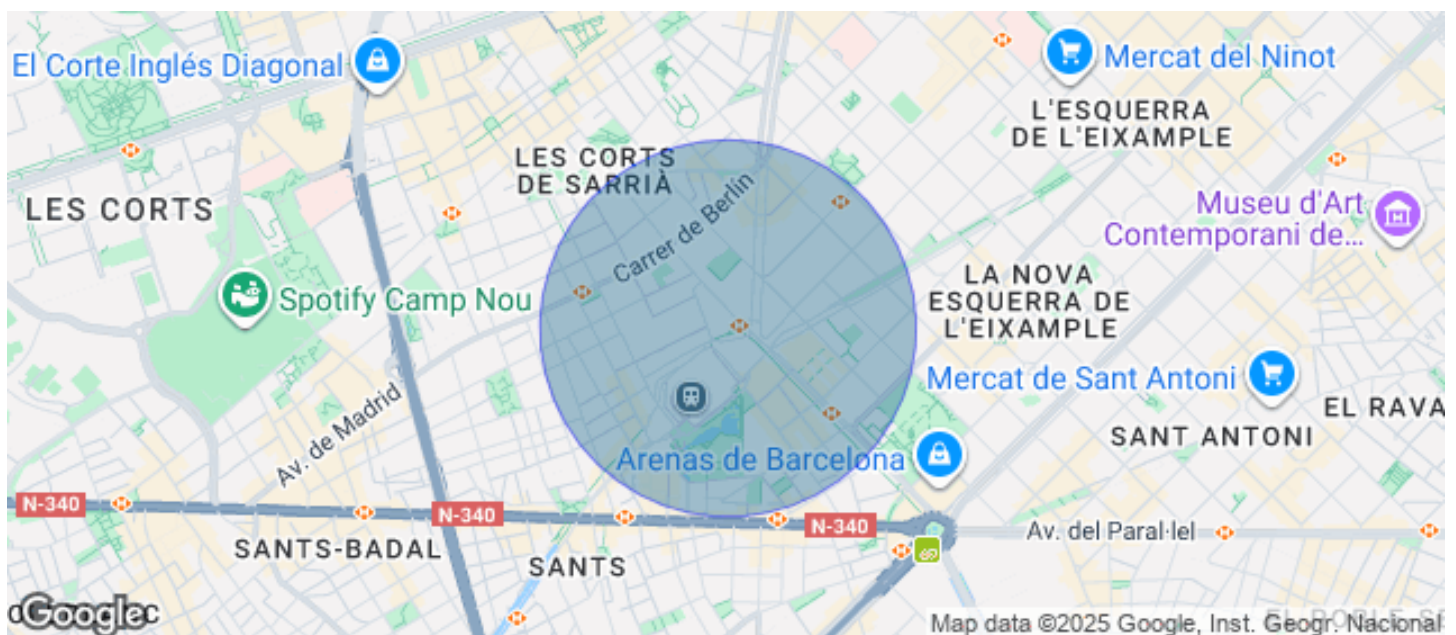 El Corte Inglés Diagonal
Mercat del Ninot
L'ESQUERRA
DE L'EIXAMPLE
LES CORTS
DE SARRIÀ
LES CORTS
Carrer de Berlín
Museu d'Art
Contemporani de...
Spotify Camp Nou
LA NOVA
ESQUERRA DE
L'EIXAMPLE
Av. de Madrid
Mercat de Sant Antoni
EL RAVA
SANT ANTONI
Arenas de Barcelona
N-340
N-340
N-340
Av. del Paral·lel
SANTS-BADAL
SANTS
Google
Map data ©2025 Google, Inst. Geogr. Nacional